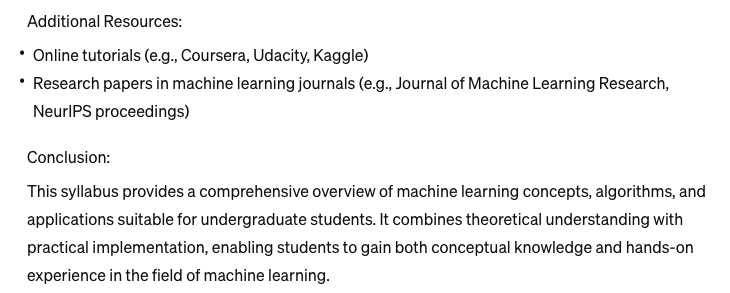 Additional Resources:
• Online tutorials (e.g., Coursera, Udacity, Kaggle)
• Research papers in machine learning journals (e.g., Journal of Machine Learning Research,
NeurIPS proceedings)
Conclusion:
This syllabus provides a comprehensive overview of machine learning concepts, algorithms, and
applications suitable for undergraduate students. It combines theoretical understanding with
practical implementation, enabling students to gain both conceptual knowledge and hands-on
experience in the field of machine learning.